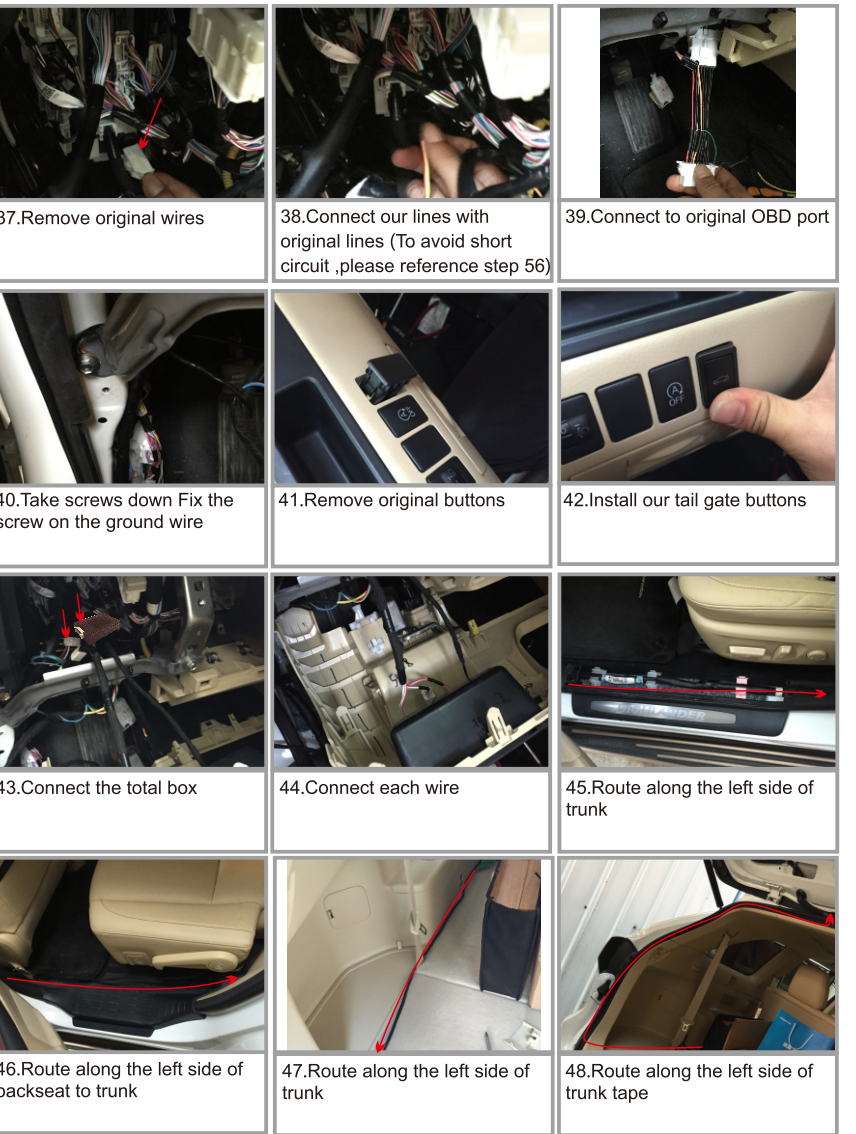 37.Remove original wires
38.Connect our lines with
original lines (To avoid short
circuit ,please reference step 56)
39.Connect to original OBD port
OFF
40.Take screws down Fix the
screw on the ground wire
41.Remove original buttons
42.Install our tail gate buttons
HIGHLANDER
43.Connect the total box
44.Connect each wire
45.Route along the left side of
trunk
46.Route along the left side of
backseat to trunk
47.Route along the left side of
trunk
48.Route along the left side of
trunk tape